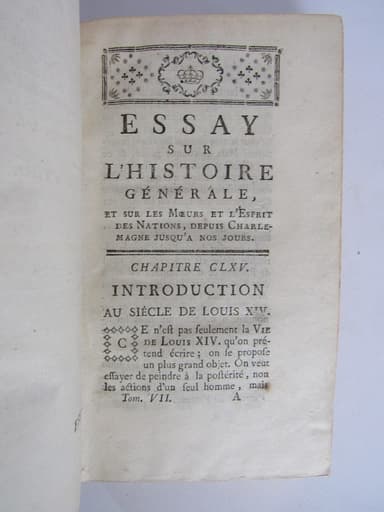 ESSAY
SUR
L'HISTOIRE
GÉNÉRALE,
ET SUR LES MŒURS ET L'ESPRIT
DES NATIONS, DEPUIS CHARLE-
MAGNE JUSQU'A NOS JOURS.
CHAPITRE CLXV.
INTRODUCTION
AU SIÉCLE DE LOUIS XIV.
CE n'est pas seulement la VIE
DE LOUIS XIV. qu'on pré-
tend écrire; on se propose
un plus grand objet. On veut
essayer de peindre à la postérité, non
les actions d'un seul homme, mais
Tom. VII. A